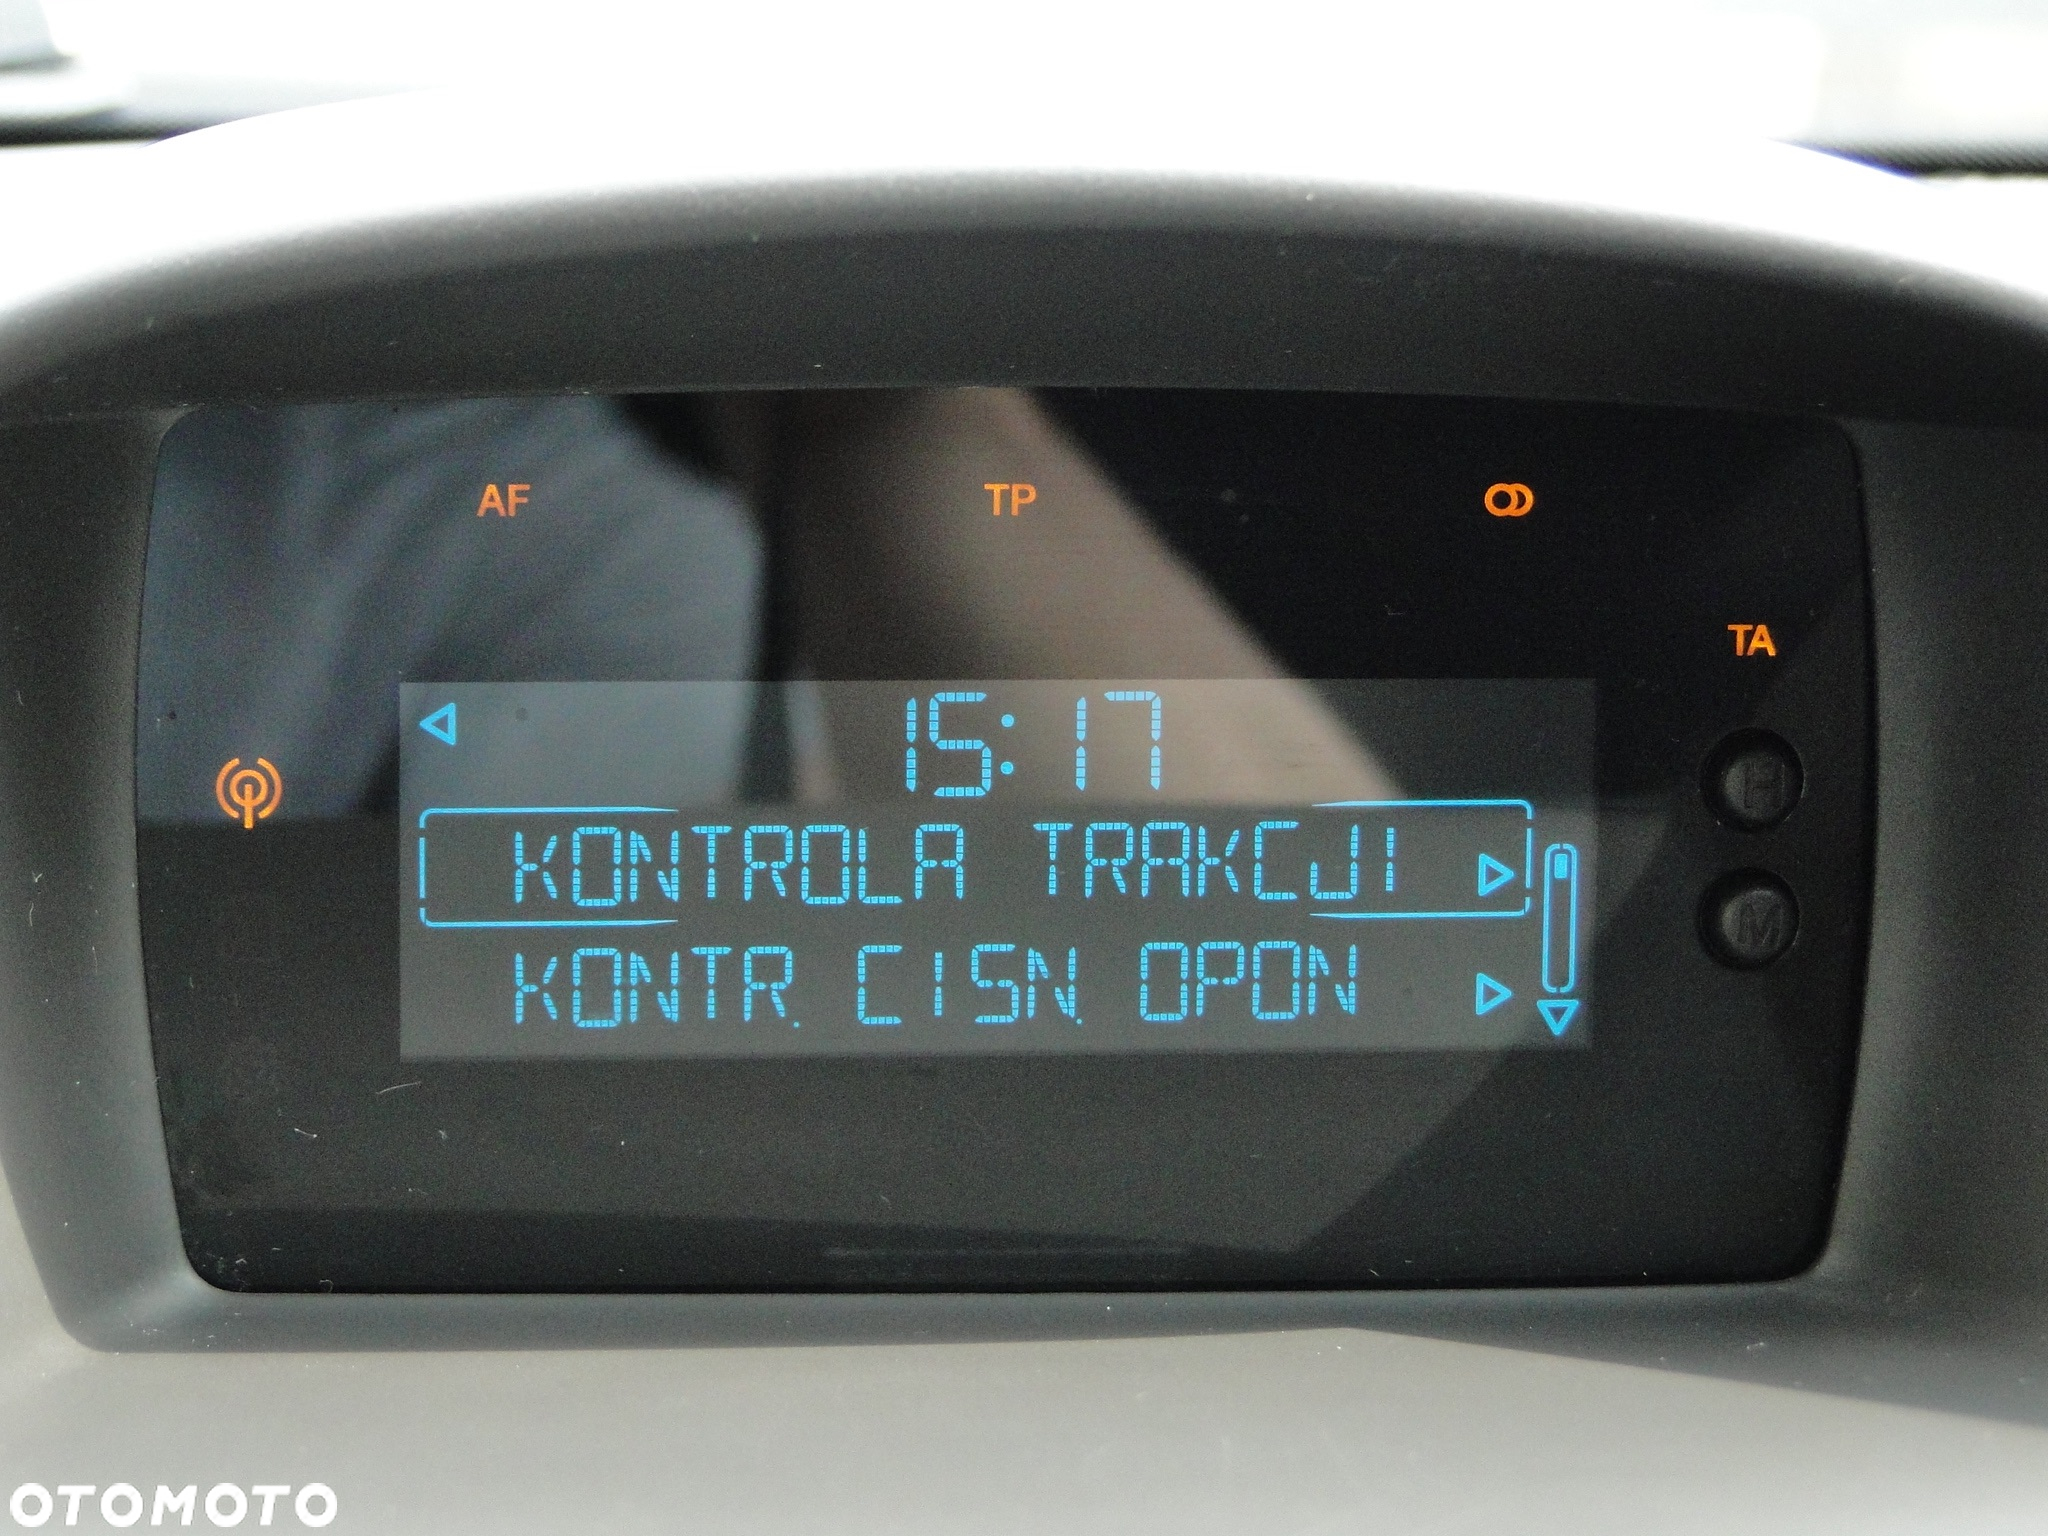 AF TP
TA
15:17
KONTROLA TRAKCJI
KONTR. CISN. OPON
H
M
OTOMOTO